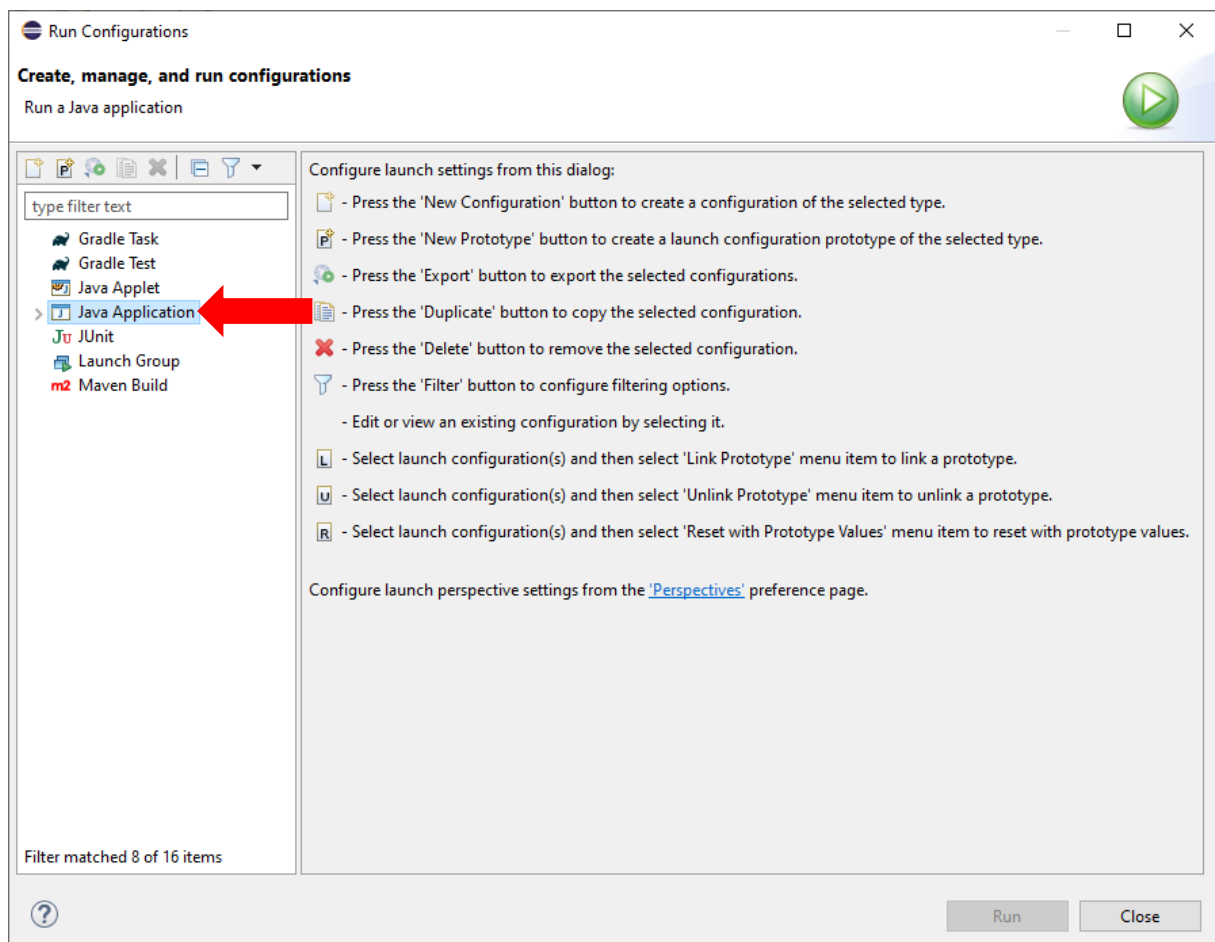 Run Configurations
Create, manage, and run configurations
Run a Java application
type filter text
Gradle Task
Gradle Test
Java Applet
Java Application
Ju JUnit
Launch Group
m2 Maven Build
Filter matched 8 of 16 items
Configure launch settings from this dialog:
- Press the 'New Configuration' button to create a configuration of the selected type.
P - Press the 'New Prototype' button to create a launch configuration prototype of the selected type.
- Press the 'Export' button to export the selected configurations.
- Press the 'Duplicate' button to copy the selected configuration.
- Press the 'Delete' button to remove the selected configuration.
- Press the 'Filter' button to configure filtering options.
- Edit or view an existing configuration by selecting it.
L - Select launch configuration(s) and then select 'Link Prototype' menu item to link a prototype.
U - Select launch configuration(s) and then select 'Unlink Prototype' menu item to unlink a prototype.
R - Select launch configuration(s) and then select 'Reset with Prototype Values' menu item to reset with prototype values.
Configure launch perspective settings from the 'Perspectives' preference page.
?
Run
Close